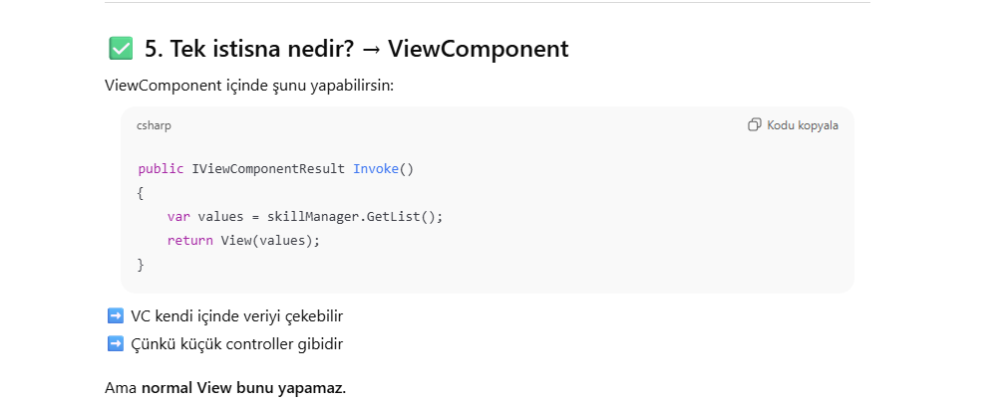 ✅ 5. Tek istisna nedir? → ViewComponent
ViewComponent içinde şunu yapabilirsin:
csharp
Kodu kopyala
public IViewComponentResult Invoke()
{
    var values = skillManager.GetList();
    return View(values);
}
➡️ VC kendi içinde veriyi çekebilir
➡️ Çünkü küçük controller gibidir
Ama normal View bunu yapamaz.